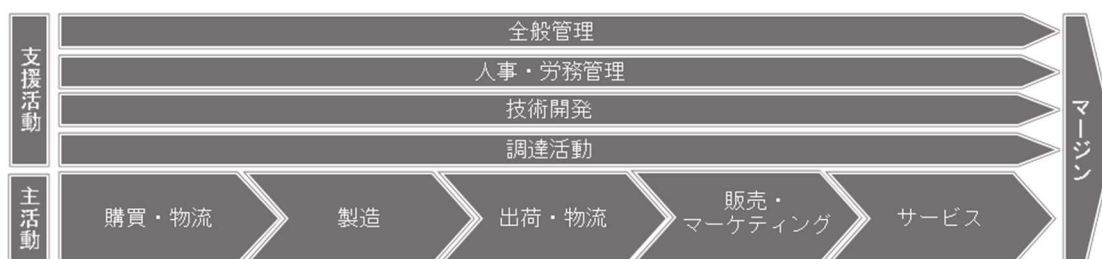 支援活動
全般管理
人事・労務管理
技術開発
調達活動
主活動
購買・物流
製造
出荷・物流
販売・
マーケティング
サービス
マージン